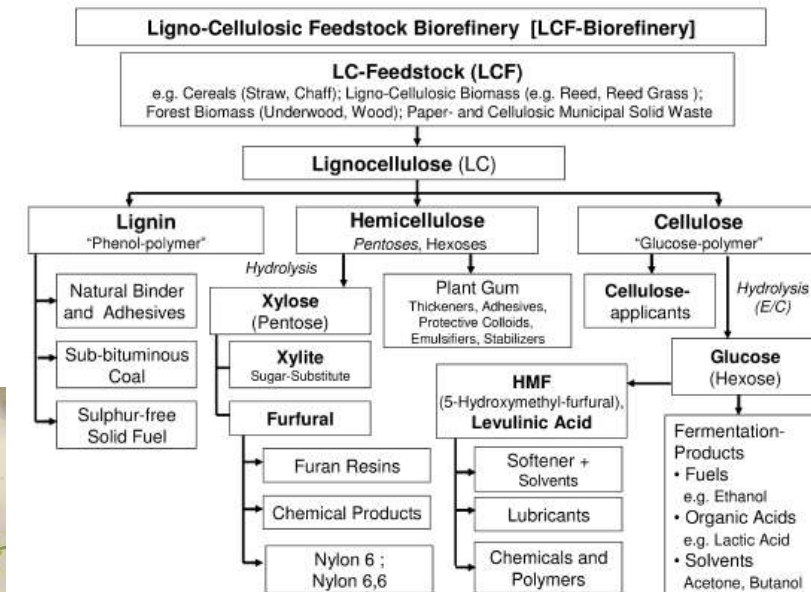 Ligno-Cellulosic Feedstock Biorefinery [LCF-Biorefinery]
LC-Feedstock (LCF)
e.g. Cereals (Straw, Chaff); Ligno-Cellulosic Biomass (e.g. Reed, Reed Grass );
Forest Biomass (Underwood, Wood); Paper- and Cellulosic Municipal Solid Waste
Lignocellulose (LC)
Lignin
"Phenol-polymer"
Hemicellulose
Pentoses, Hexoses
Cellulose
"Glucose-polymer"
Natural Binder
and Adhesives
Sub-bituminous
Coal
Sulphur-free
Solid Fuel
Hydrolysis
Xylose
(Pentose)
Xylite
Sugar-Substitute
Furfural
Furan Resins
Chemical Products
Nylon 6 ;
Nylon 6,6
Plant Gum
Thickeners, Adhesives,
Protective Colloids,
Emulsifiers, Stabilizers
Cellulose-
applicants
Hydrolysis
(E/C)
Glucose
(Hexose)
HMF
(5-Hydroxymethyl-furfural),
Levulinic Acid
Softener +
Solvents
Lubricants
Chemicals and
Polymers
Fermentation-
Products
• Fuels
e.g. Ethanol
• Organic Acids
e.g. Lactic Acid
• Solvents
Acetone, Butanol